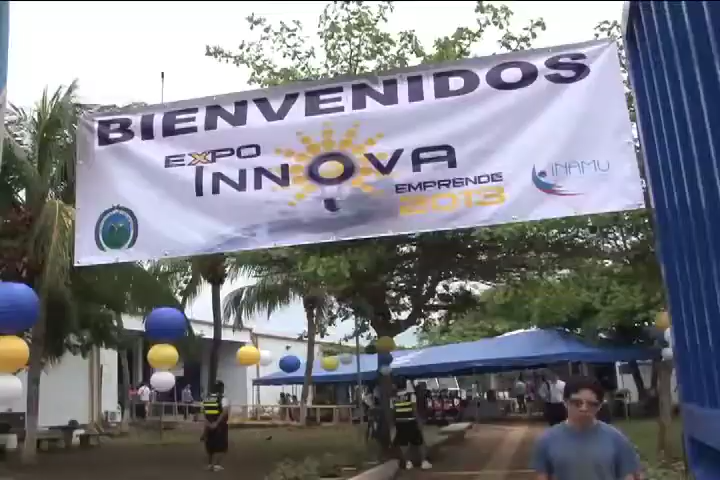 BIENVENIDOS
EXPO
INNOVA
EMPRENDE
2013
INAMU